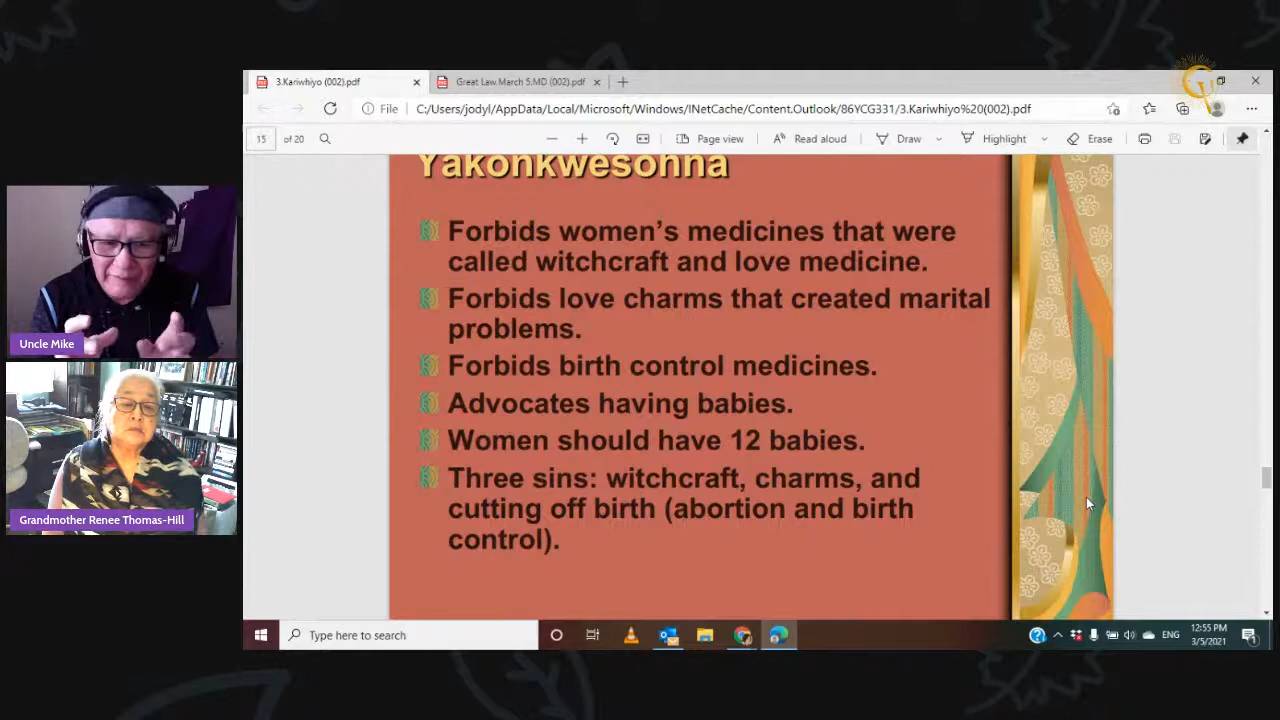 3.Kariwhiyo (002).pdf
Great Law March 5.MD (002).pdf
File
C:/Users/jodyl/AppData/Local/Microsoft/Windows/INetCache/Content.Outlook/86YCG331/3.Kariwhiyo%20(002).pdf
15 of 20
Page view
Read aloud
Draw
Highlight
Erase
Yakonkwesohna
Forbids women's medicines that were
called witchcraft and love medicine.
Forbids love charms that created marital
problems.
Forbids birth control medicines.
Advocates having babies.
Women should have 12 babies.
Three sins: witchcraft, charms, and
cutting off birth (abortion and birth
control).
Uncle Mike
Grandmother Renee Thomas-Hill
Type here to search
ENG
12:55 PM
3/5/2021